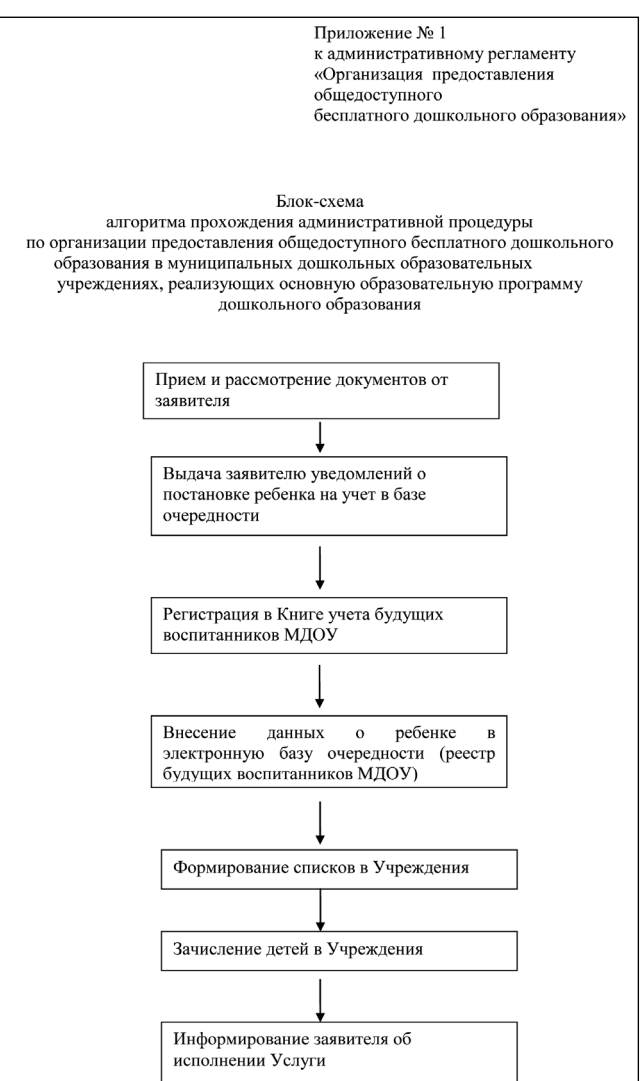 Приложение № 1
к административному регламенту
«Организация предоставления
общедоступного
бесплатного дошкольного образования»
Блок-схема
алгоритма прохождения административной процедуры
по организации предоставления общедоступного бесплатного дошкольного
образования в муниципальных дошкольных образовательных
учреждениях, реализующих основную образовательную программу
дошкольного образования
Прием и рассмотрение документов от
заявителя
Выдача заявителю уведомлений о
постановке ребенка на учет в базе
очередности
Регистрация в Книге учета будущих
воспитанников МДОУ
Внесение данных о ребенке в
электронную базу очередности (реестр
будущих воспитанников МДОУ)
Формирование списков в Учреждения
Зачисление детей в Учреждения
Информирование заявителя об
исполнении Услуги